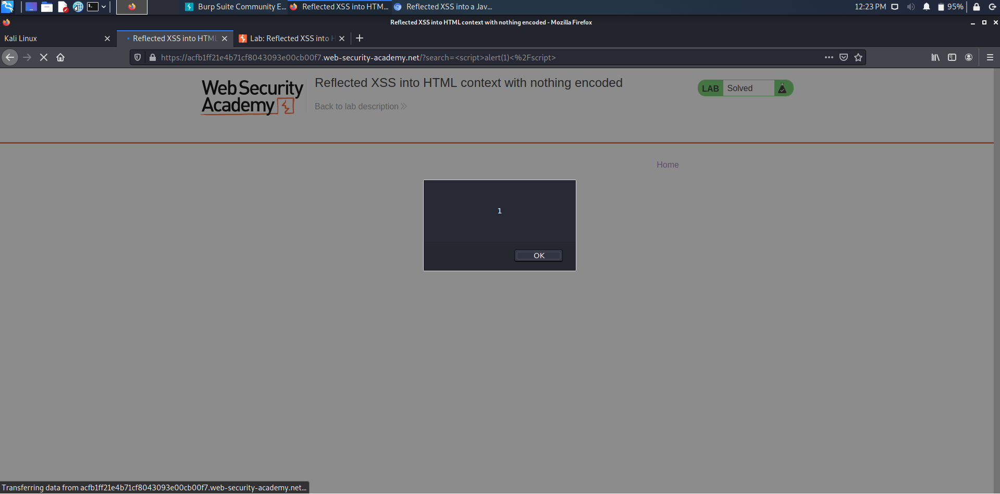 Burp Suite Community E...
Reflected XSS into HTM...
Reflected XSS into a Jav...
12:23 PM
95%
Reflected XSS into HTML context with nothing encoded - Mozilla Firefox
Kali Linux
Reflected XSS into HTML
Lab: Reflected XSS into H
https://acfb1ff21e4b71cf8043093e00cb00f7.web-security-academy.net/?search=<script>alert(1)<%2Fscript>
Web Security
Academy
Reflected XSS into HTML context with nothing encoded
Back to lab description
LAB
Solved
Home
1
OK
Transferring data from acfb1ff21e4b71cf8043093e00cb00f7.web-security-academy.net...